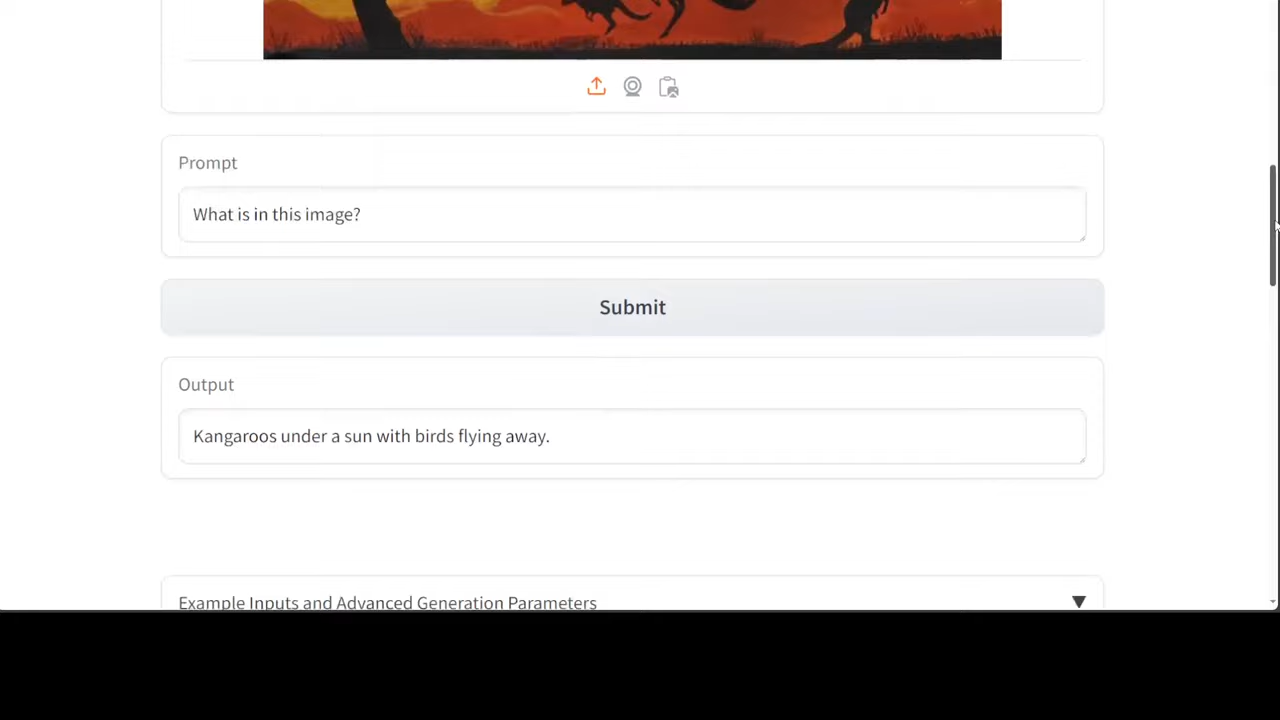 Prompt
What is in this image?
Submit
Output
Kangaroos under a sun with birds flying away.
Example Inputs and Advanced Generation Parameters